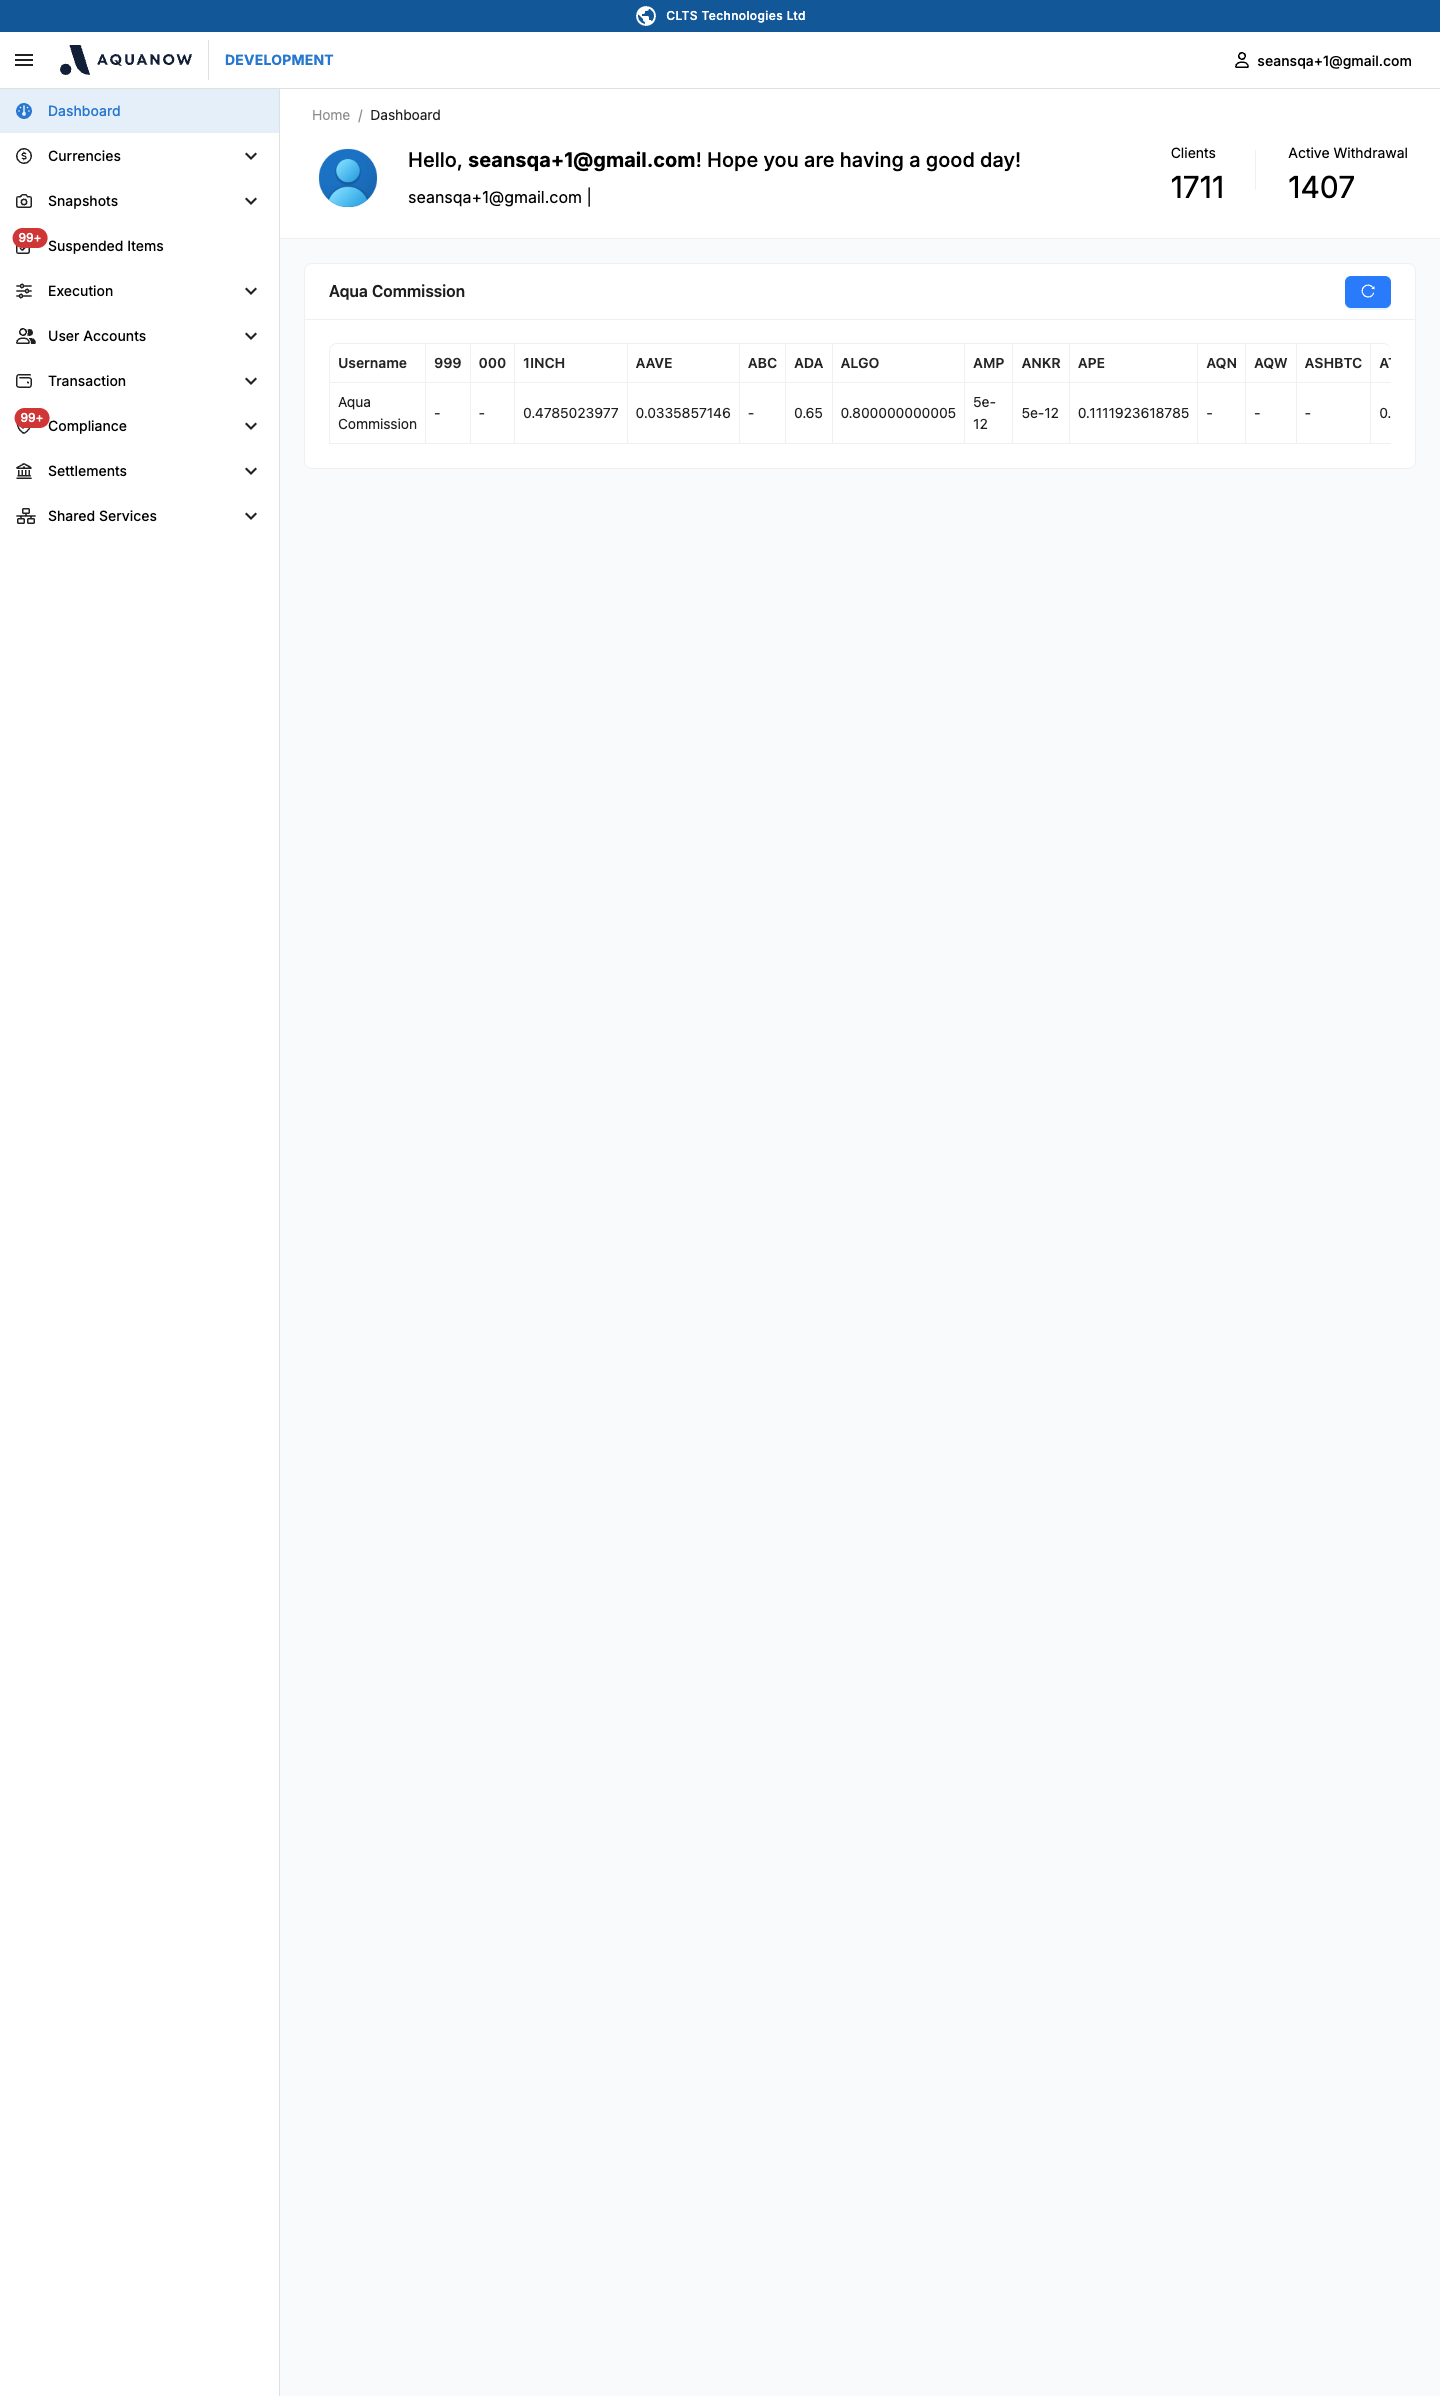 CLTS Technologies Ltd
AQUANOW
DEVELOPMENT
seansqa+1@gmail.com
Dashboard
Currencies
Snapshots
99+
Suspended Items
Execution
User Accounts
Transaction
99+
Compliance
Settlements
Shared Services
Home / Dashboard
Hello, seansqa+1@gmail.com! Hope you are having a good day!
seansqa+1@gmail.com |
Clients
1711
Active Withdrawal
1407
Aqua Commission
Username 999 000 1INCH AAVE ABC ADA ALGO AMP ANKR APE AQN AQW ASHBTC
Aqua Commission - - 0.4785023977 0.0335857146 - 0.65 0.800000000005 5e-12 5e-12 0.1111923618785 - - - 0.